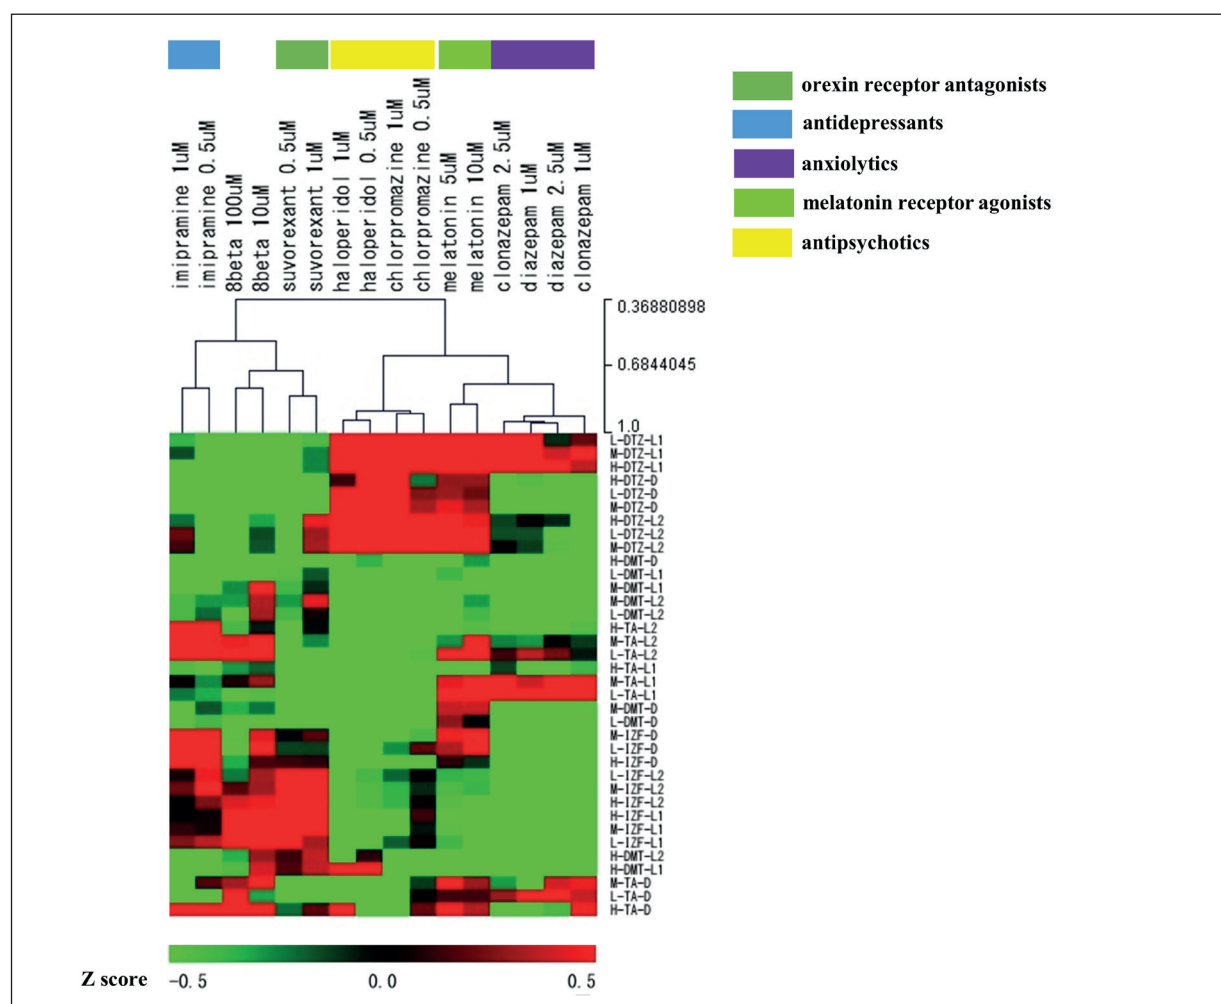 orexin receptor antagonists
antidepressants
anxiolytics
melatonin receptor agonists
antipsychotics
imipramine 1uM
imipramine 0.5uM
8beta 100uM
8beta 10uM
suvorexant 0.5uM
suvorexant 1uM
haloperidol 1uM
haloperidol 0.5uM
chlorpromazine 1uM
chlorpromazine 0.5uM
melatonin 5uM
melatonin 10uM
clonazepam 2.5uM
diazepam 1uM
diazepam 2.5uM
clonazepam 1uM
0.36880898
0.6844045
1.0
L-DTZ-L1
M-DTZ-L1
H-DTZ-L1
H-DTZ-D
L-DTZ-D
M-DTZ-D
H-DTZ-L2
L-DTZ-L2
M-DTZ-L2
H-DMT-D
L-DMT-L1
M-DMT-L1
M-DMT-L2
L-DMT-L2
H-TA-L2
M-TA-L2
L-TA-L2
H-TA-L1
M-TA-L1
L-TA-L1
M-DMT-D
L-DMT-D
M-IZF-D
L-IZF-D
H-IZF-D
L-IZF-L2
M-IZF-L2
H-IZF-L2
H-IZF-L1
M-IZF-L1
L-IZF-L1
H-DMT-L2
H-DMT-L1
M-TA-D
L-TA-D
H-TA-D
Z score -0.5 0.0 0.5